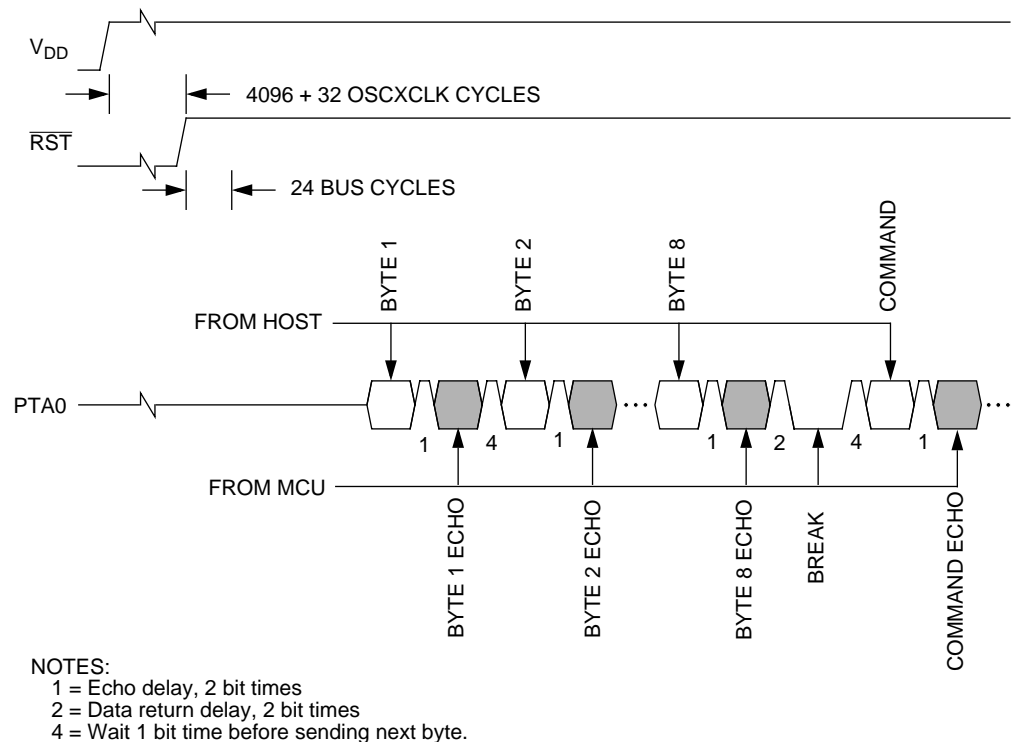 VDD
4096 + 32 OSCXCLK CYCLES
RST
24 BUS CYCLES
BYTE 1
BYTE 2
BYTE 8
COMMAND
FROM HOST
PTA0
1
4
1
1
2
4
1
FROM MCU
BYTE 1 ECHO
BYTE 2 ECHO
BYTE 8 ECHO
BREAK
COMMAND ECHO
NOTES:
1 = Echo delay, 2 bit times
2 = Data return delay, 2 bit times
4 = Wait 1 bit time before sending next byte.